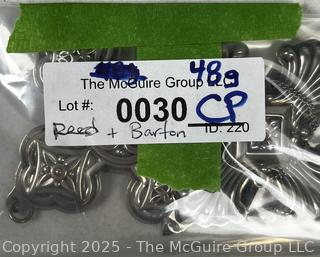 The McGuire Group LLC
48g
Lot #: 0030 CP
Reed + Barton ID: 220
Copyright © 2025 - The McGuire Group LLC